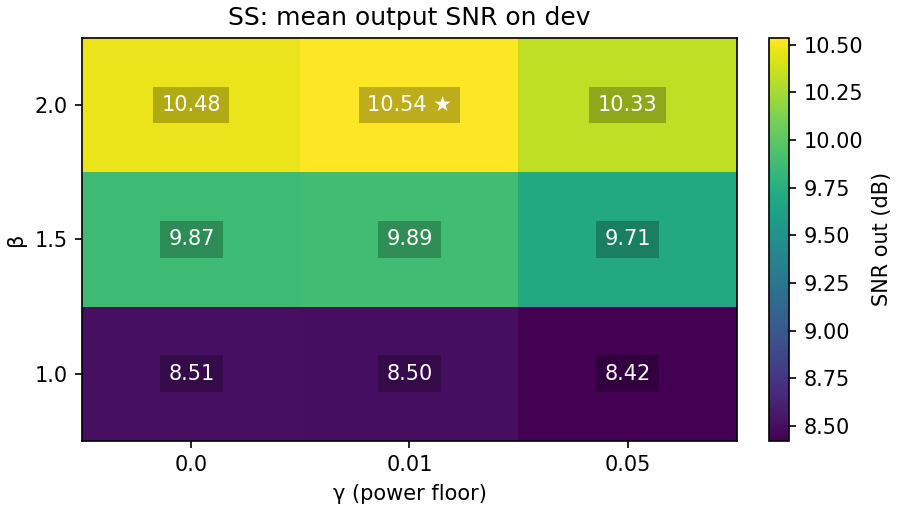 SS: mean output SNR on dev
2.0 10.48 10.54 ★ 10.33
1.5 9.87 9.89 9.71
1.0 8.51 8.50 8.42
β
0.0 0.01 0.05
γ (power floor)
10.50
10.25
10.00
9.75
9.50
9.25
9.00
8.75
8.50
SNR out (dB)